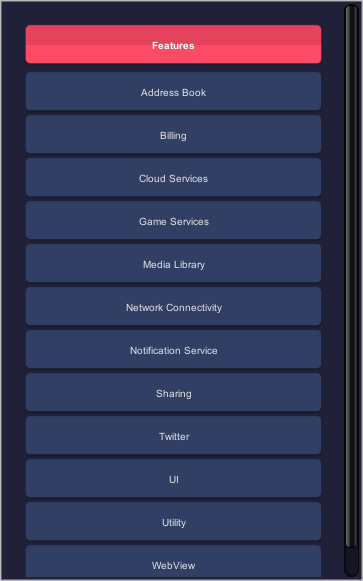 Features
Address Book
Billing
Cloud Services
Game Services
Media Library
Network Connectivity
Notification Service
Sharing
Twitter
UI
Utility
WebView